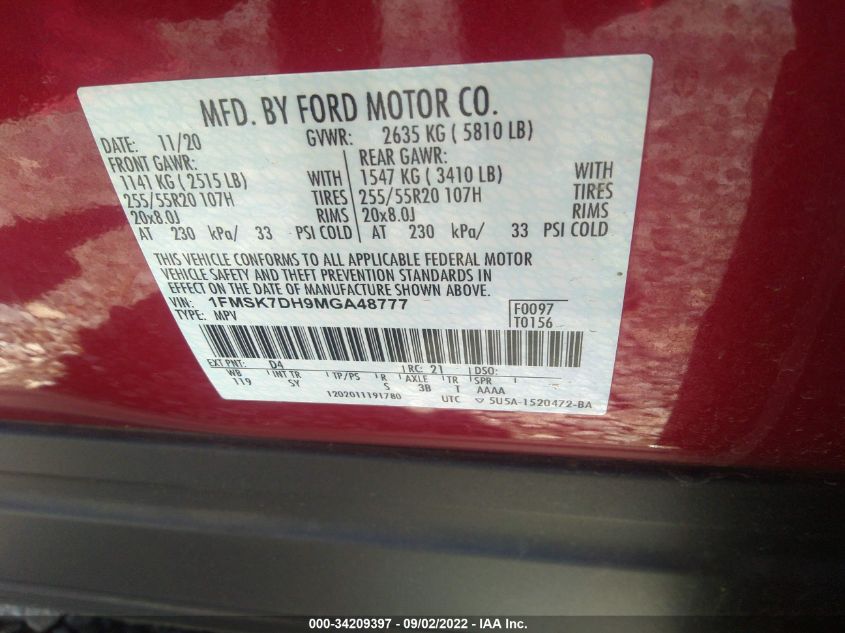 MFD. BY FORD MOTOR CO.
DATE: 11/20 GVWR: 2635 KG ( 5810 LB)
FRONT GAWR: REAR GAWR:
1141 KG ( 2515 LB) WITH 1547 KG ( 3410 LB) WITH
255/55R20 107H TIRES 255/55R20 107H TIRES
20x8.0J RIMS 20x8.0J RIMS
AT 230 kPa/ 33 PSI COLD AT 230 kPa/ 33 PSI COLD
THIS VEHICLE CONFORMS TO ALL APPLICABLE FEDERAL MOTOR
VEHICLE SAFETY AND THEFT PREVENTION STANDARDS IN
EFFECT ON THE DATE OF MANUFACTURE SHOWN ABOVE.
VIN: 1FMSK7DH9MGA48777 F0097
TYPE: MPV T0156
EXT PNT: D4 RC: 21 DSO:
WB INT TR TP/PS R AXLE TR SPR
119 SY S 3B T AAAA
1202011191780 UTC 5U5A-1520472-BA
000-34209397 - 09/02/2022 - IAA Inc.